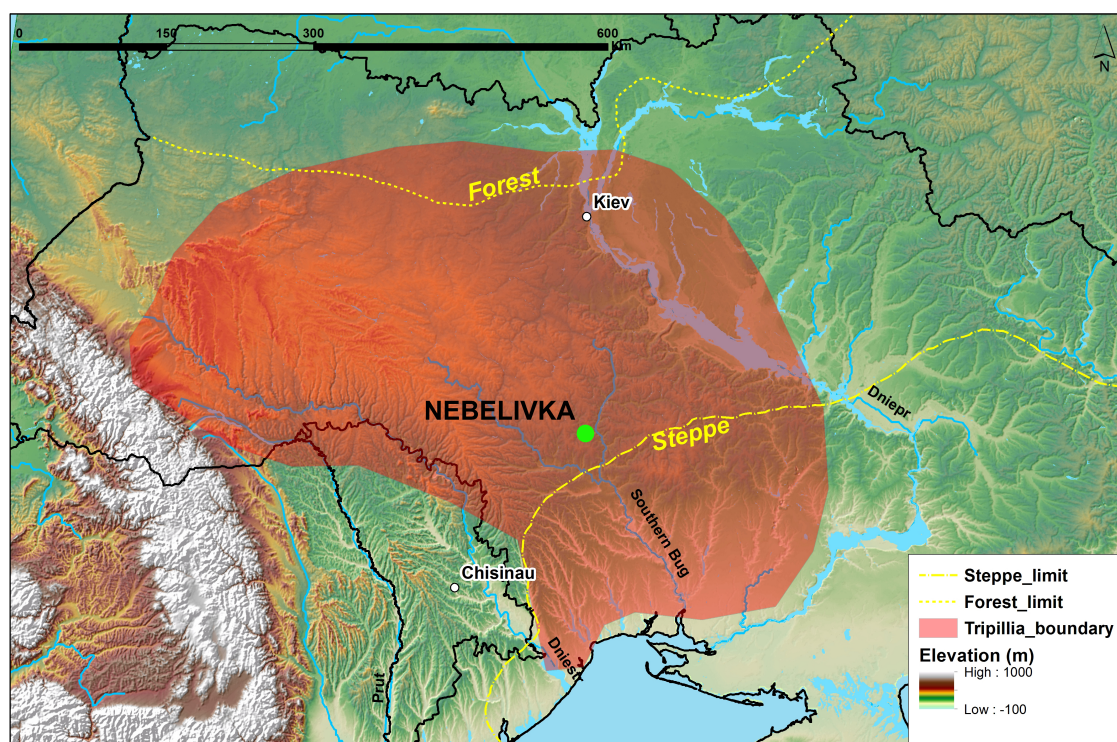 0 150 300 600 Km
N
Forest
Kiev
NEBELIVKA
Steppe
Dniepr
Southern Bug
Chisinau
Dniestr
Prut
Steppe_limit
Forest_limit
Tripillia_boundary
Elevation (m)
High : 1000
Low : -100